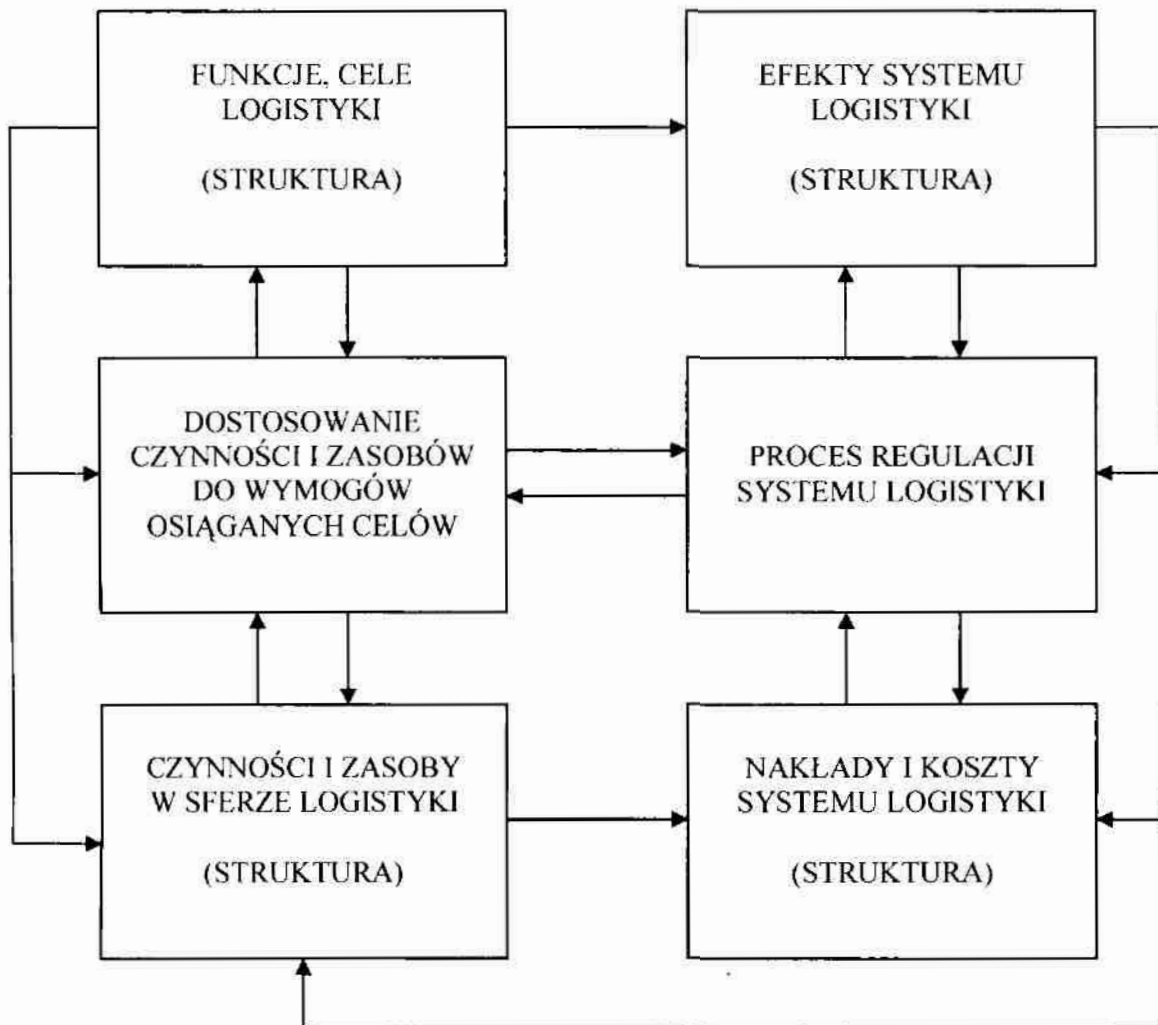 FUNKCJE, CELE
LOGISTYKI
(STRUKTURA)
EFEKTY SYSTEMU
LOGISTYKI
(STRUKTURA)
DOSTOSOWANIE
CZYNNOŚCI I ZASOBÓW
DO WYMOGÓW
OSIĄGANYCH CELÓW
PROCES REGULACJI
SYSTEMU LOGISTYKI
CZYNNOŚCI I ZASOBY
W SFERZE LOGISTYKI
(STRUKTURA)
NAKŁADY I KOSZTY
SYSTEMU LOGISTYKI
(STRUKTURA)